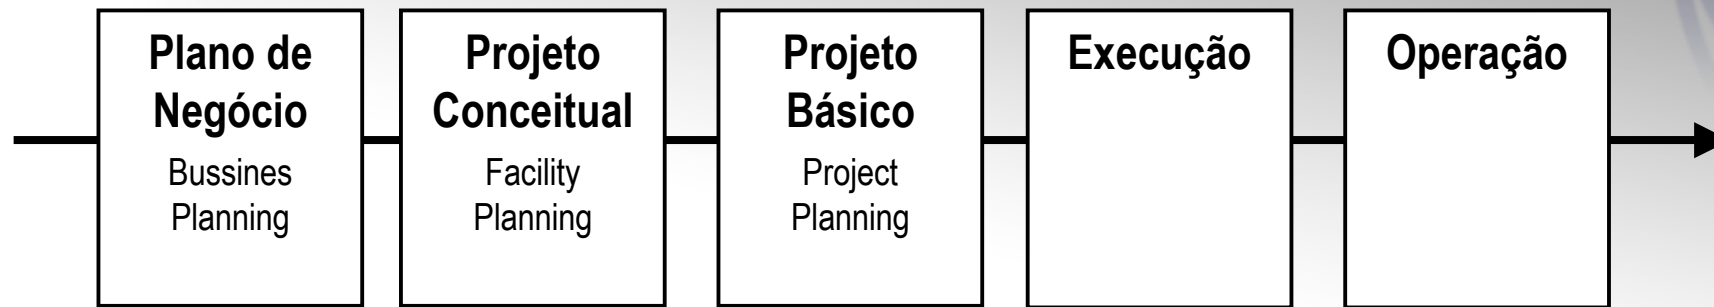 Plano de
Negócio
Bussines
Planning
Projeto
Conceitual
Facility
Planning
Projeto
Básico
Project
Planning
Execução
Operação